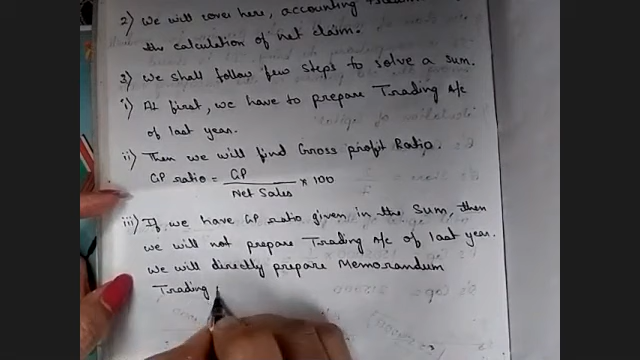 2) We will cover here, accounting
the calculation of net claim.
3) We shall follow few steps to solve a sum.
i) At first, we have to prepare Trading A/c
of last year.
ii) Then we will find Gross profit Ratio.
GP ratio = GP / Net Sales × 100
iii) If we have GP ratio given in the sum, then
we will not prepare Trading A/c of last year.
We will directly prepare Memorandum
Trading